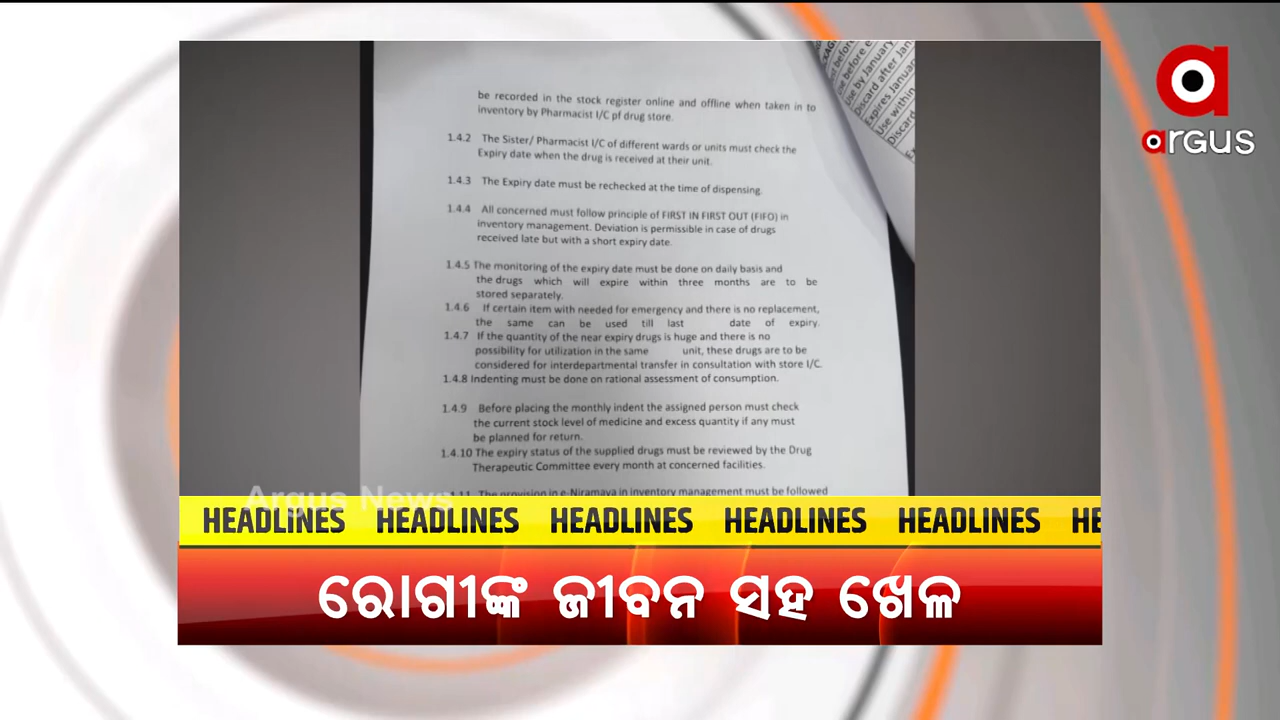 be recorded in the stock register online and offline when taken in to
inventory by Pharmacist I/C pf drug store.
1.4.2 The Sister/ Pharmacist I/C of different wards or units must check the
Expiry date when the drug is received at their unit.
1.4.3 The Expiry date must be rechecked at the time of dispensing.
1.4.4 All concerned must follow principle of FIRST IN FIRST OUT (FIFO) in
inventory management. Deviation is permissible in case of drugs
received late but with a short expiry date.
1.4.5 The monitoring of the expiry date must be done on daily basis and
the drugs which will expire within three months are to be
stored separately.
1.4.6 If certain item with needed for emergency and there is no replacement,
the same can be used till last date of expiry.
1.4.7 If the quantity of the near expiry drugs is huge and there is no
possibility for utilization in the same unit, these drugs are to be
considered for interdepartmental transfer in consultation with store I/C.
1.4.8 Indenting must be done on rational assessment of consumption.
1.4.9 Before placing the monthly indent the assigned person must check
the current stock level of medicine and excess quantity if any must
be planned for return.
1.4.10 The expiry status of the supplied drugs must be reviewed by the Drug
Therapeutic Committee every month at concerned facilities.
The provision in e-Niramaya in inventory management must be followed
before
Use by January
Discard after Jan
Expires Januar
Use within
Discard
argus
Argus News
HEADLINES HEADLINES HEADLINES HEADLINES HEADLINES HE
ରୋଗୀଙ୍କ ଜୀବନ ସହ ଖେଳ